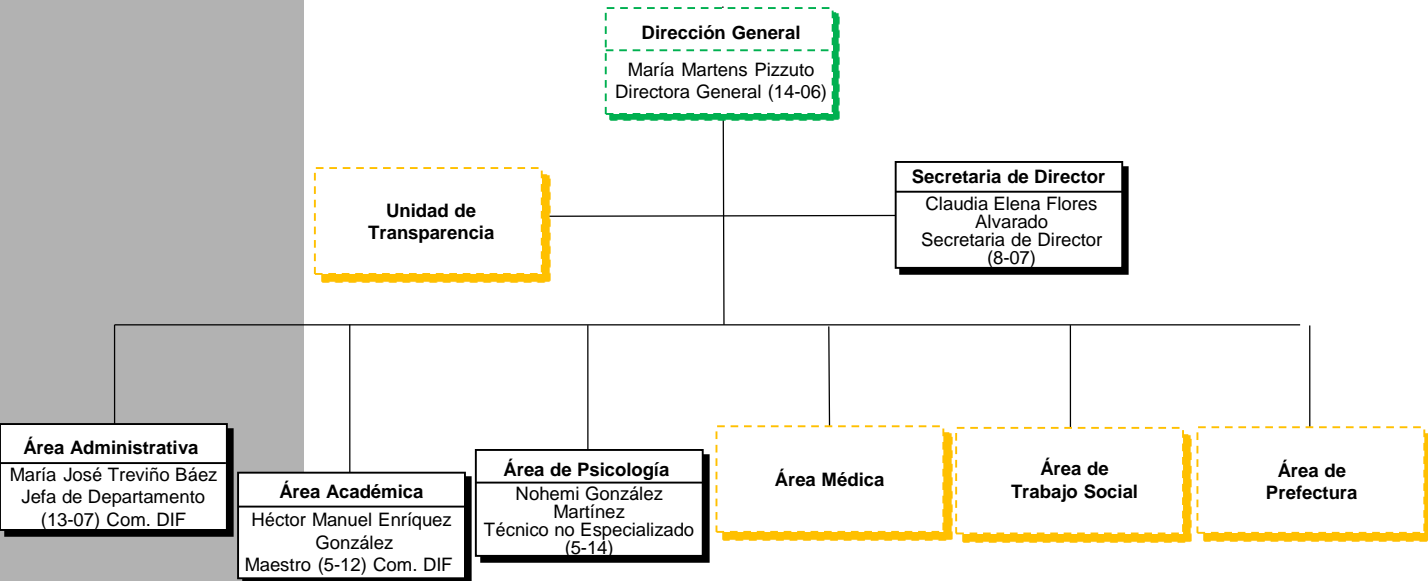 Dirección General
María Martens Pizzuto
Directora General (14-06)
Unidad de
Transparencia
Secretaria de Director
Claudia Elena Flores
Alvarado
Secretaria de Director
(8-07)
Área Administrativa
María José Treviño Báez
Jefa de Departamento
(13-07) Com. DIF
Área Académica
Héctor Manuel Enríquez
González
Maestro (5-12) Com. DIF
Área de Psicología
Nohemi González
Martínez
Técnico no Especializado
(5-14)
Área Médica
Área de
Trabajo Social
Área de
Prefectura